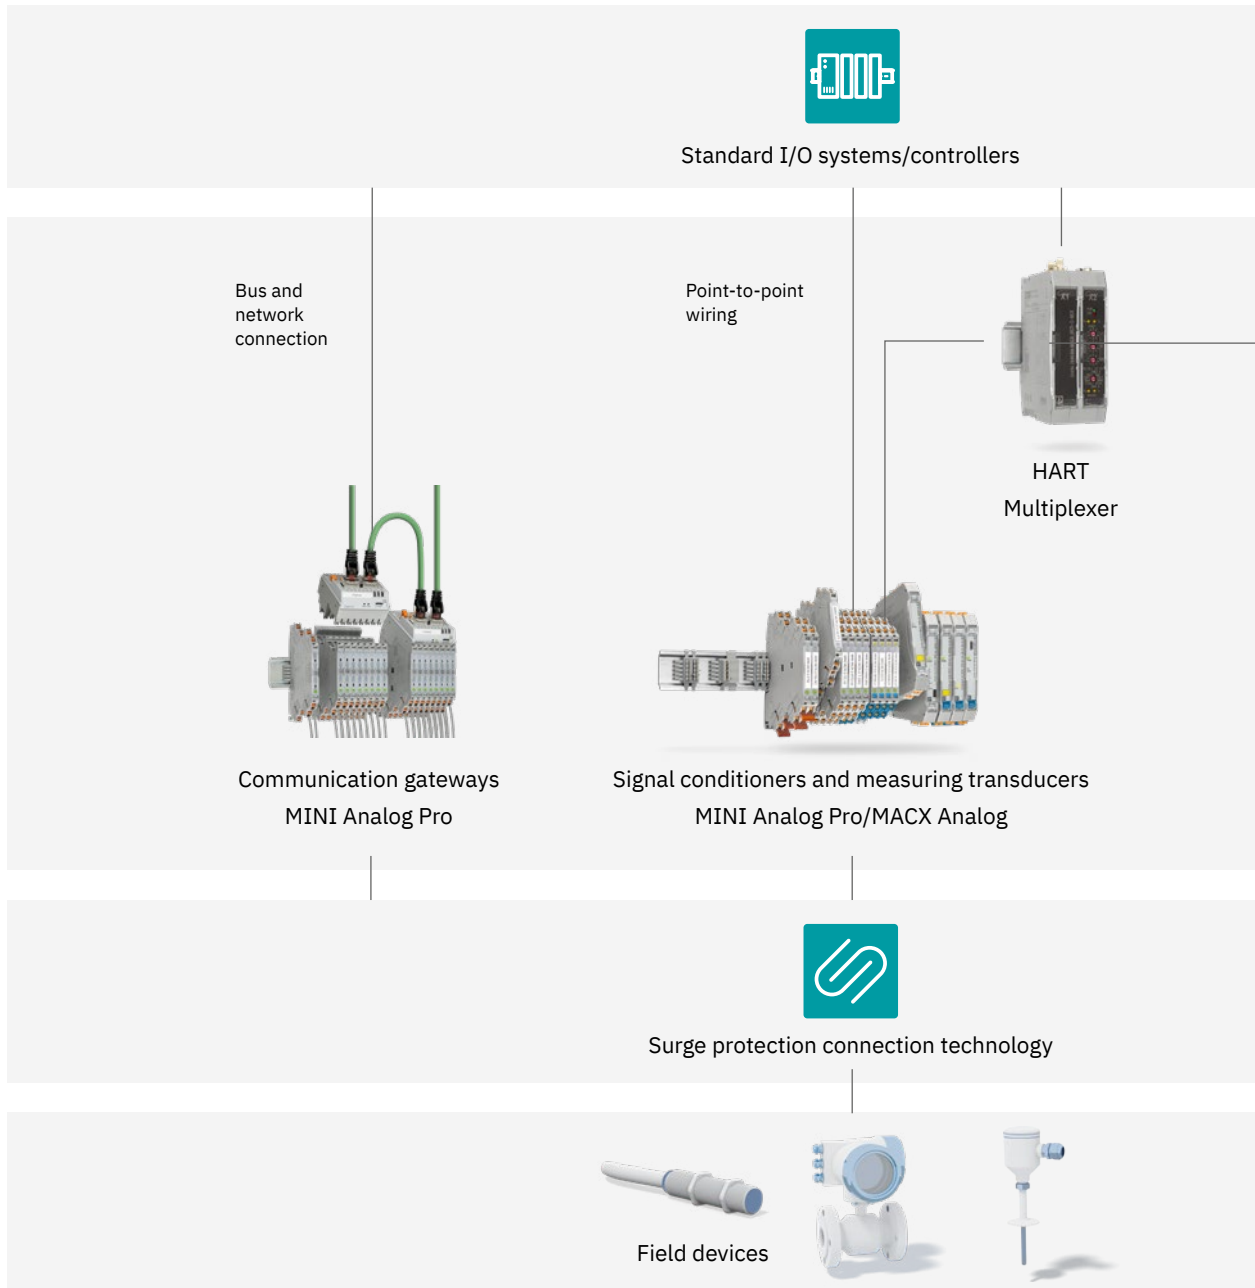 Standard I/O systems/controllers
Bus and
network
connection
Point-to-point
wiring
HART
Multiplexer
Communication gateways
MINI Analog Pro
Signal conditioners and measuring transducers
MINI Analog Pro/MACX Analog
Surge protection connection technology
Field devices